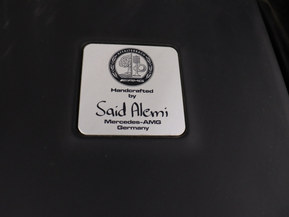 Handcrafted
by
Said Alemi
Mercedes-AMG
Germany